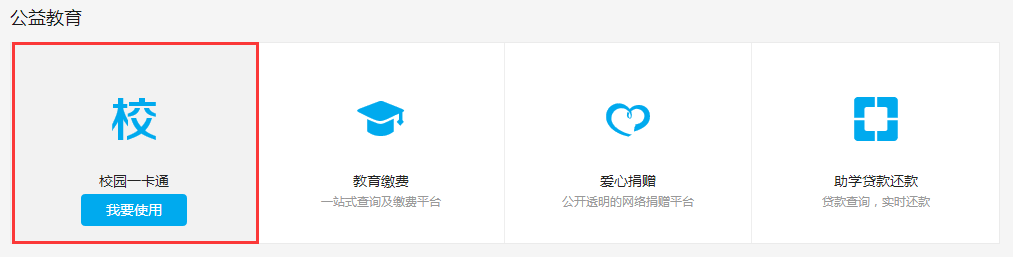 公益教育
校
校园一卡通
我要使用
教育缴费
一站式查询及缴费平台
爱心捐赠
公开透明的网络捐赠平台
助学贷款还款
贷款查询，实时还款